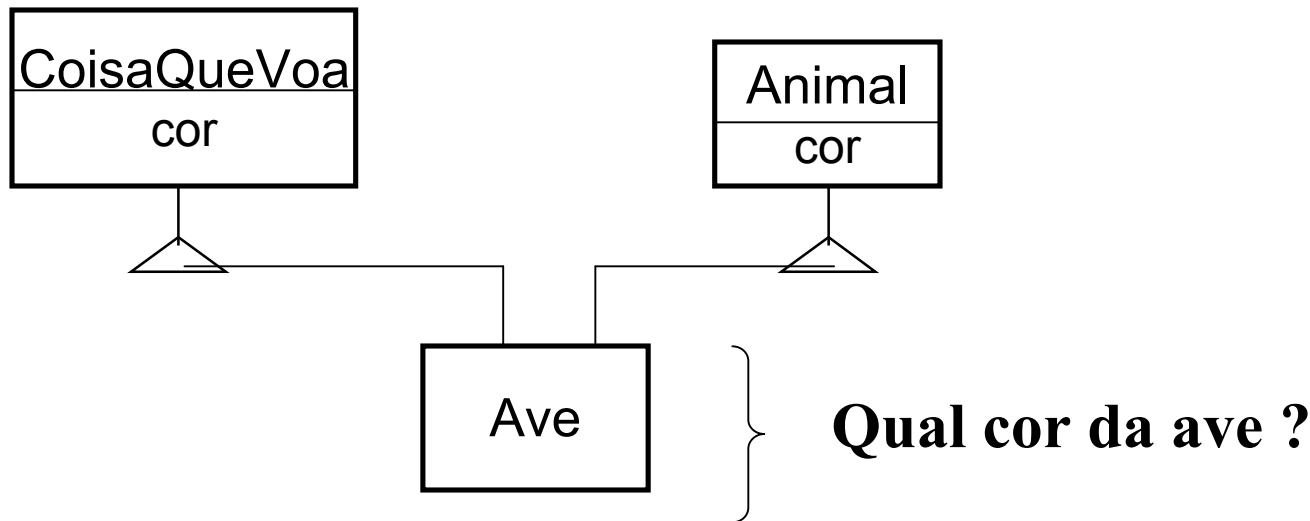 CoisaQueVoa
cor
Animal
cor
Ave
Qual cor da ave ?